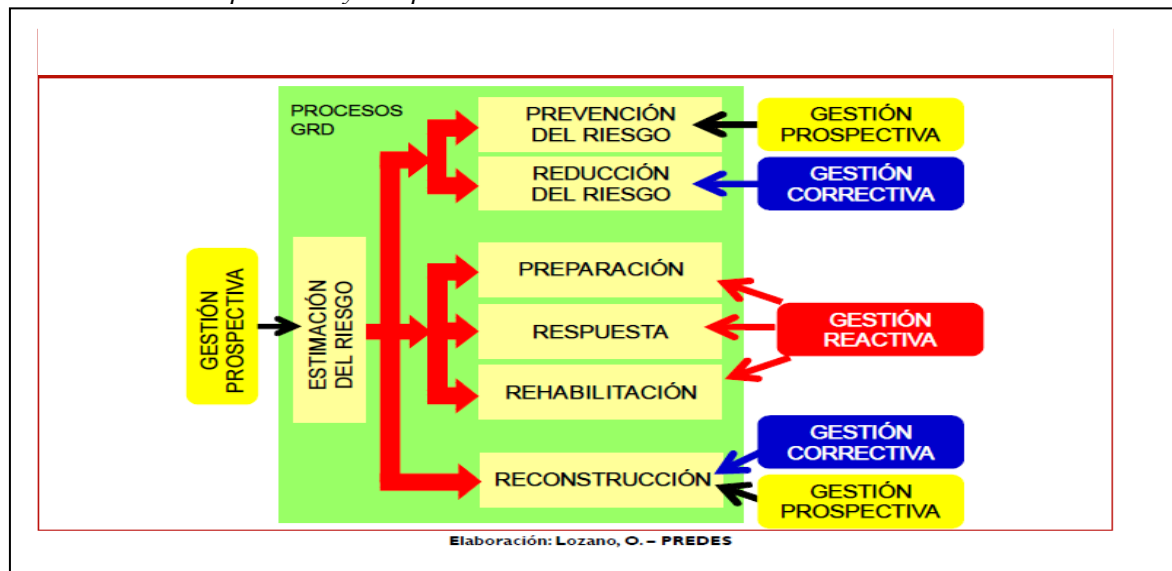 PROCESOS
GRD
PREVENCIÓN
DEL RIESGO
GESTIÓN
PROSPECTIVA
REDUCCIÓN
DEL RIESGO
GESTIÓN
CORRECTIVA
GESTIÓN
PROSPECTIVA
ESTIMACIÓN
DEL RIESGO
PREPARACIÓN
RESPUESTA
REHABILITACIÓN
GESTIÓN
REACTIVA
RECONSTRUCCIÓN
GESTIÓN
CORRECTIVA
GESTIÓN
PROSPECTIVA
Elaboración: Lozano, O. – PREDES